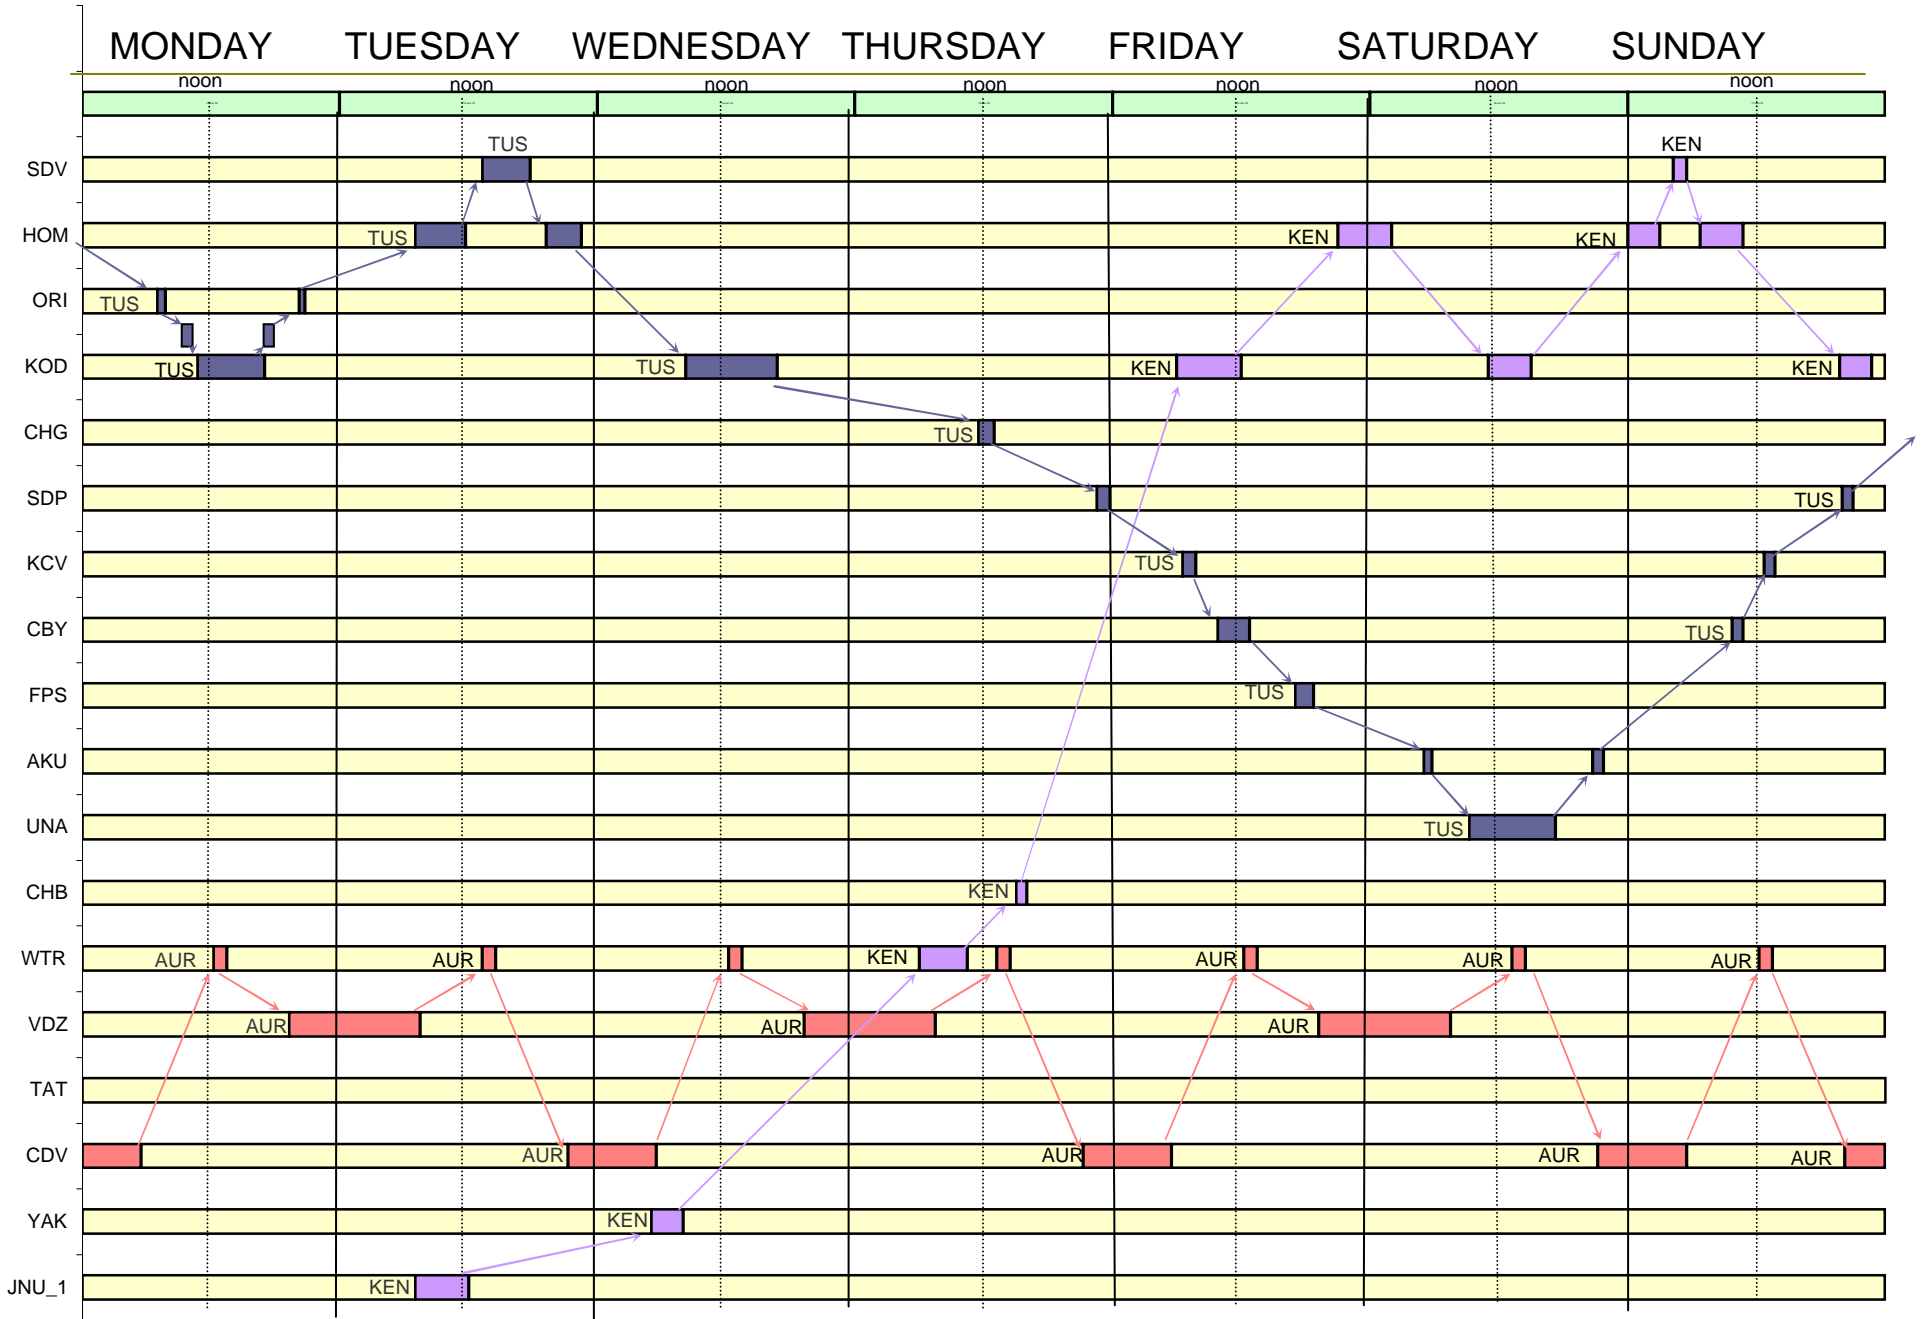 MONDAY TUESDAY WEDNESDAY THURSDAY FRIDAY SATURDAY SUNDAY
noon noon noon noon noon noon noon
TUS KEN
SDV
HOM TUS KEN KEN
ORI TUS
KOD TUS TUS KEN KEN
CHG TUS
SDP TUS
KCV TUS
CBY TUS
FPS TUS
AKU
UNA TUS
CHB KEN
WTR AUR AUR KEN AUR AUR AUR
VDZ AUR AUR AUR
TAT
CDV AUR AUR AUR AUR
YAK KEN
JNU_1 KEN